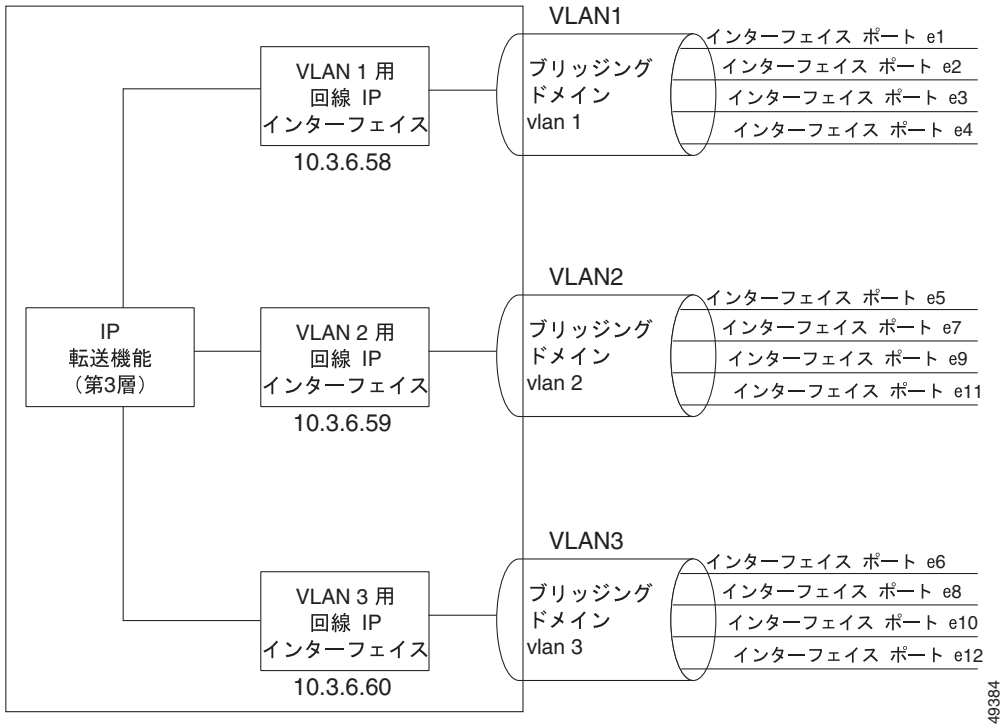 VLAN1
VLAN 1 用
回線 IP
インターフェイス
10.3.6.58
ブリッジング
ドメイン
vlan 1
インターフェイス ポート e1
インターフェイス ポート e2
インターフェイス ポート e3
インターフェイス ポート e4
IP
転送機能
（第3層）
VLAN2
VLAN 2 用
回線 IP
インターフェイス
10.3.6.59
ブリッジング
ドメイン
vlan 2
インターフェイス ポート e5
インターフェイス ポート e7
インターフェイス ポート e9
インターフェイス ポート e11
VLAN3
VLAN 3 用
回線 IP
インターフェイス
10.3.6.60
ブリッジング
ドメイン
vlan 3
インターフェイス ポート e6
インターフェイス ポート e8
インターフェイス ポート e10
インターフェイス ポート e12
49384